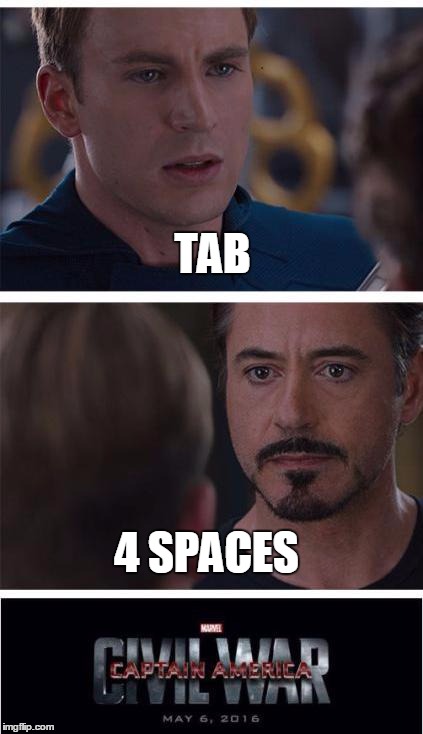 TAB
4 SPACES
MARVEL
CIVIL WAR
CAPTAIN AMERICA
MAY 6, 2016
imgflip.com